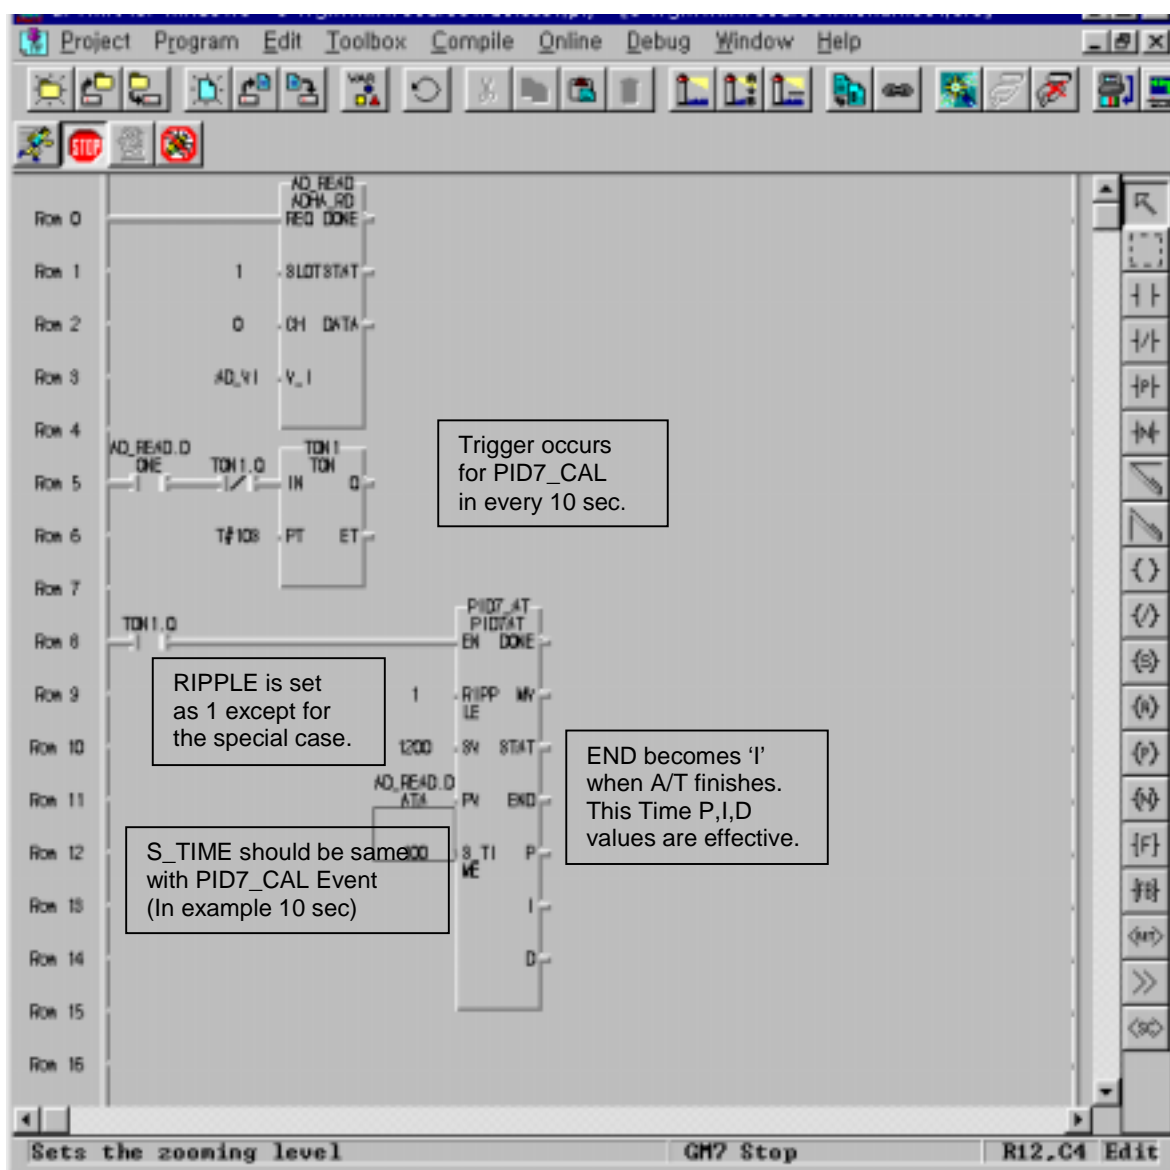 Project Program Edit Toolbox Compile Online Debug Window Help
VAR
STOP
AD_READ
Row 0 REQ DONE
Row 1 1 SLOT STAT
Row 2 0 CH DATA
Row 3 V_I
Row 4
AD_READ.D
ONE TON1.Q TON1
TON
Row 5 IN Q
Row 6 PT ET
Row 7
TON1.Q PID7_AT
PID7AT
Row 8 EN DONE
Row 9 1 RIPP MV
LE
Row 10 1200 SV STAT
AD_READ.D
Row 11 ATA PV END
Row 12 100 S_TI P
ME
Row 13 I
Row 14 D
Row 15
Row 16
Trigger occurs
for PID7_CAL
in every 10 sec.
RIPPLE is set
as 1 except for
the special case.
END becomes ‘I’
when A/T finishes.
This Time P,I,D
values are effective.
S_TIME should be same
with PID7_CAL Event
(In example 10 sec)
Sets the zooming level GM7 Stop R12,C4 Edit